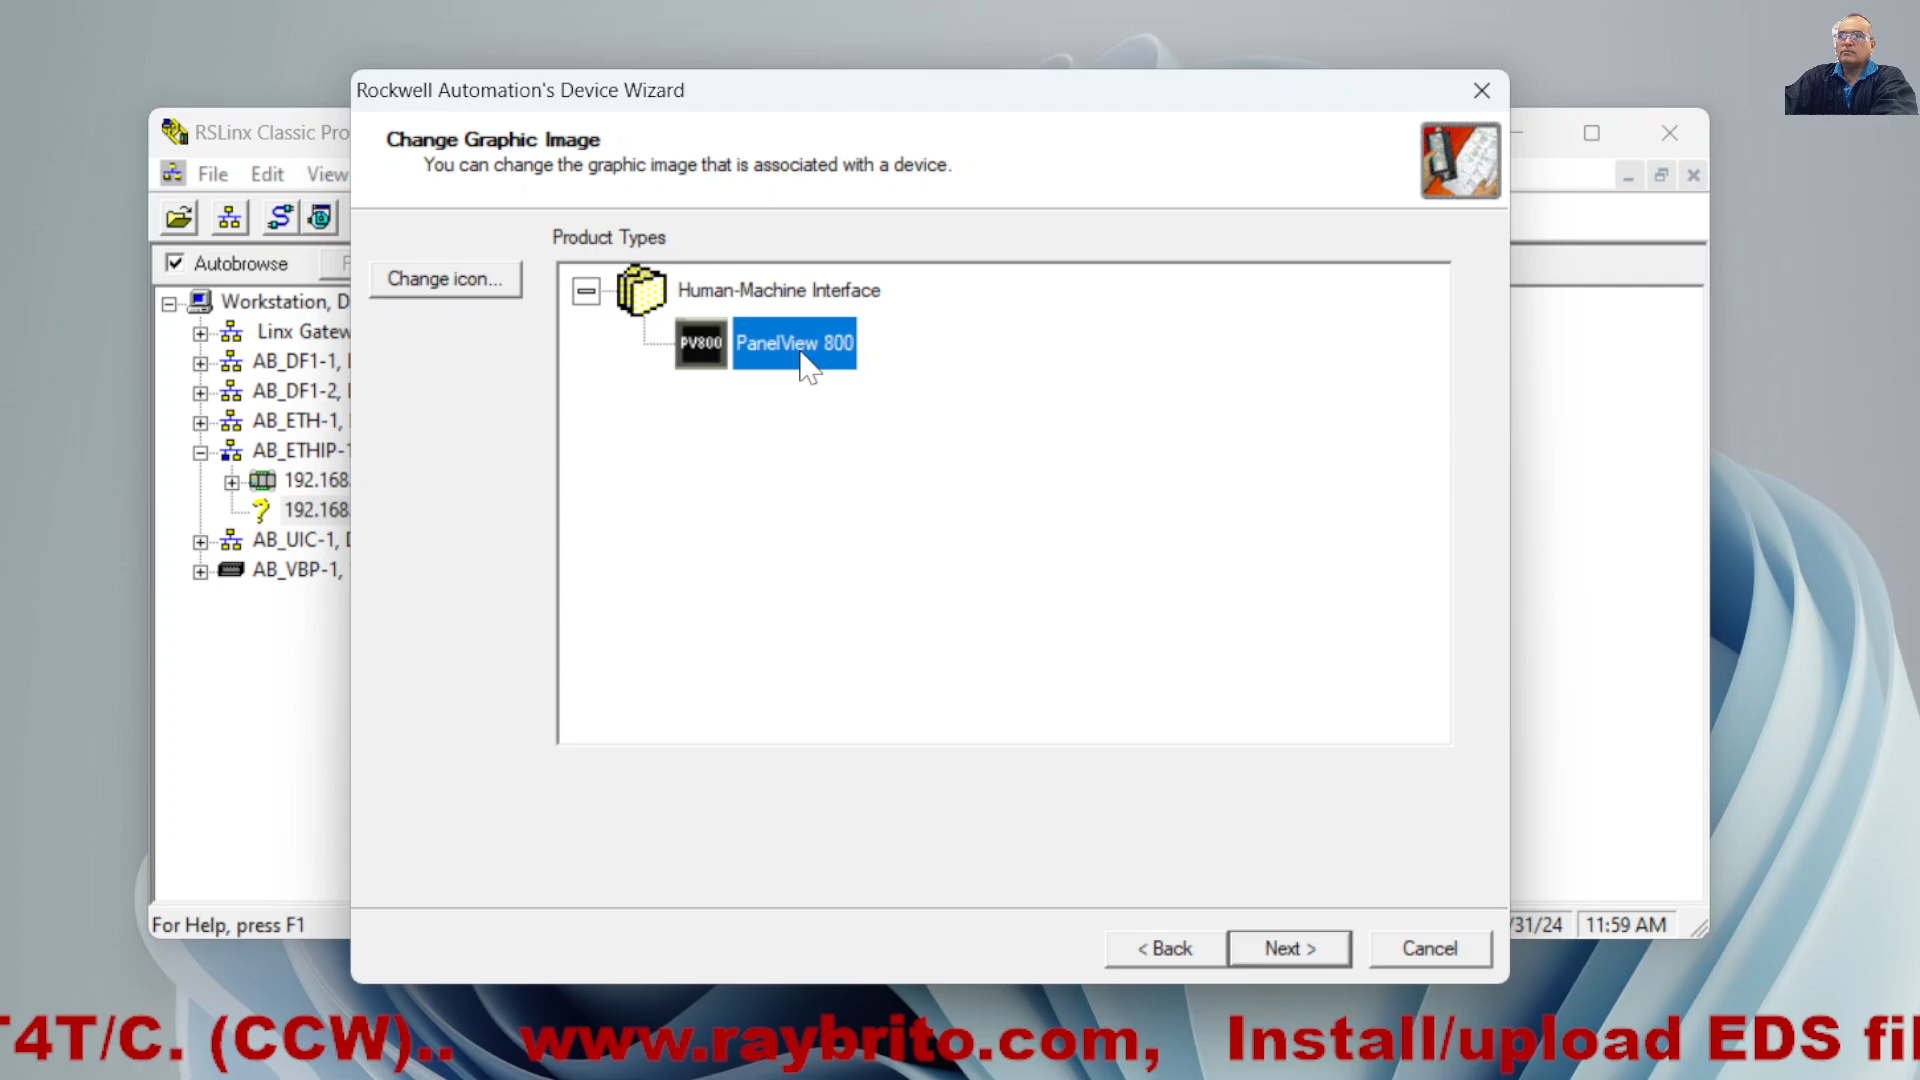 Rockwell Automation's Device Wizard
Change Graphic Image
You can change the graphic image that is associated with a device.
RSLinx Classic Pro
File Edit View
Autobrowse
Workstation, D
Linx Gatew
AB_DF1-1,
AB_DF1-2,
AB_ETH-1,
AB_ETHIP-1
192.168.
192.168.
AB_UIC-1,
AB_VBP-1,
Change icon...
Product Types
Human-Machine Interface
PV800 PanelView 800
For Help, press F1
/31/24 11:59 AM
< Back Next > Cancel
T4T/C. (CCW).. www.raybrito.com, Install/upload EDS fil